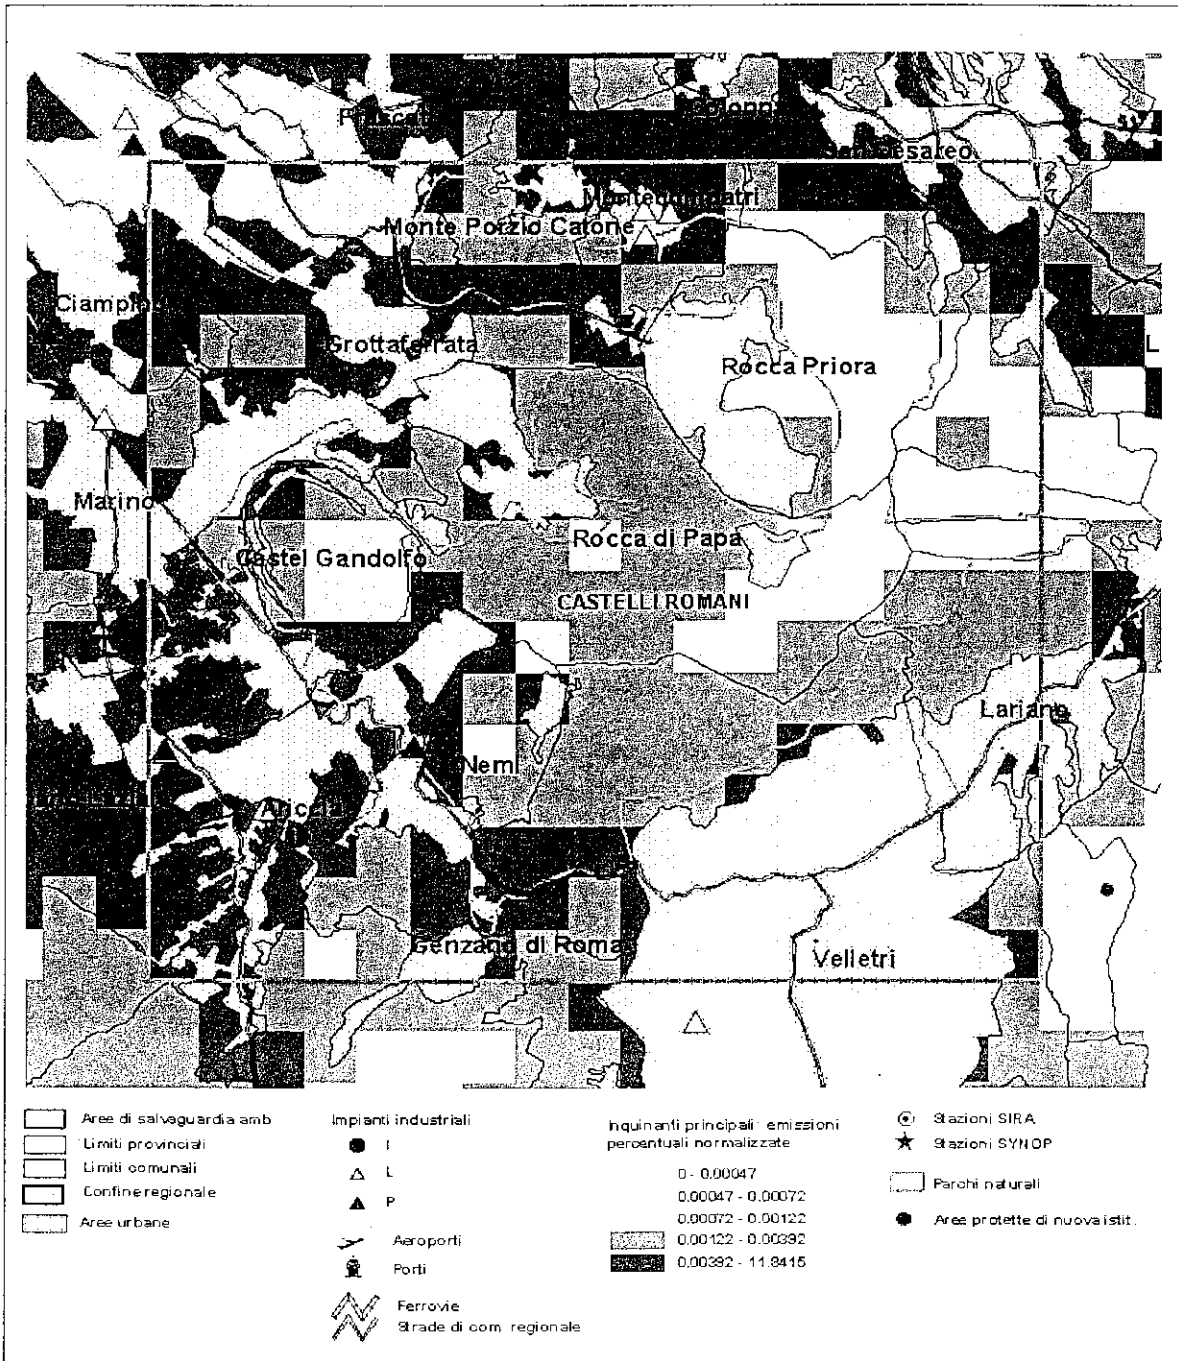 Frascati
San Cesareo
Montecompatri
Monte Porzio Catone
Ciampino
Grottaferrata
Rocca Priora
L
Marino
Rocca di Papa
Castel Gandolfo
CASTELLI ROMANI
Lariano
Nemi
Ariccia
Genzano di Roma
Velletri
Aree di salvaguardia amb
Limiti provinciali
Limiti comunali
Confine regionale
Aree urbane
Impianti industriali
I
L
P
Aeroporti
Porti
Ferrovie
Strade di com. regionale
Inquinanti principali: emissioni
percentuali normalizzate
0 - 0.00047
0.00047 - 0.00072
0.00072 - 0.00122
0.00122 - 0.00392
0.00392 - 11.8415
Stazioni SIRA
Stazioni SYNOP
Parchi naturali
Aree protette di nuova istit.